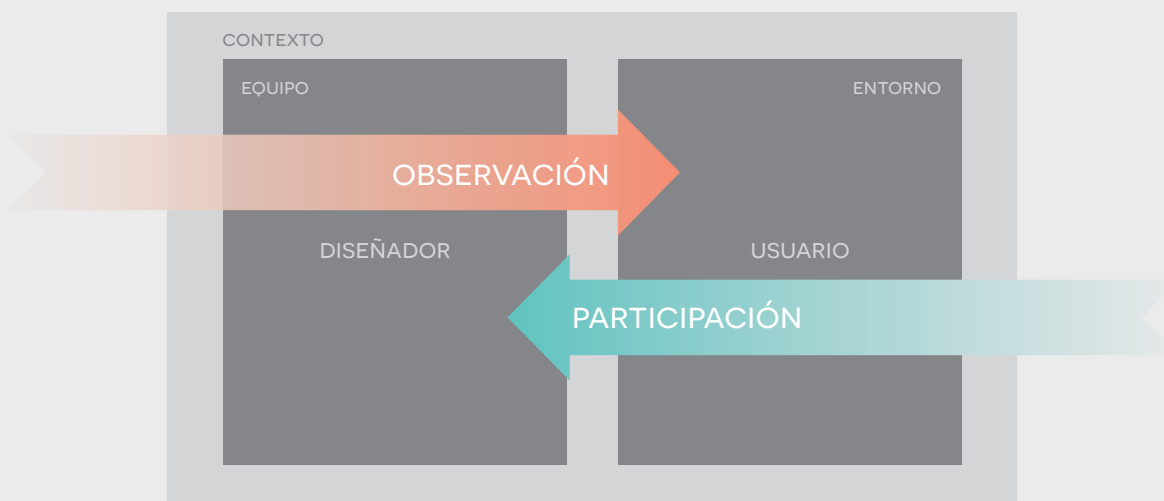 CONTEXTO
EQUIPO
ENTORNO
OBSERVACIÓN
DISEÑADOR
USUARIO
PARTICIPACIÓN